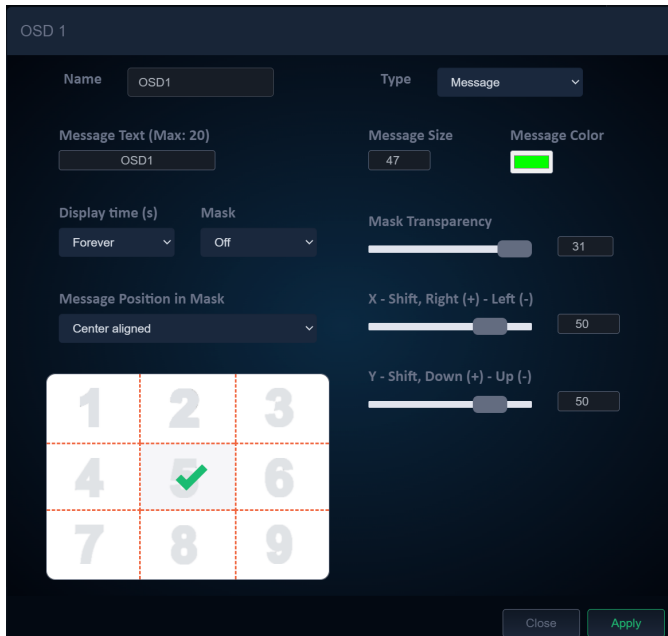 OSD 1
Name OSD1 Type Message
Message Text (Max: 20) Message Size Message Color
OSD1 47
Display time (s) Mask Mask Transparency
Forever Off 31
Message Position in Mask X - Shift, Right (+) - Left (-)
Center aligned 50
Y - Shift, Down (+) - Up (-)
50
1 2 3
4 5 6
7 8 9
Close Apply